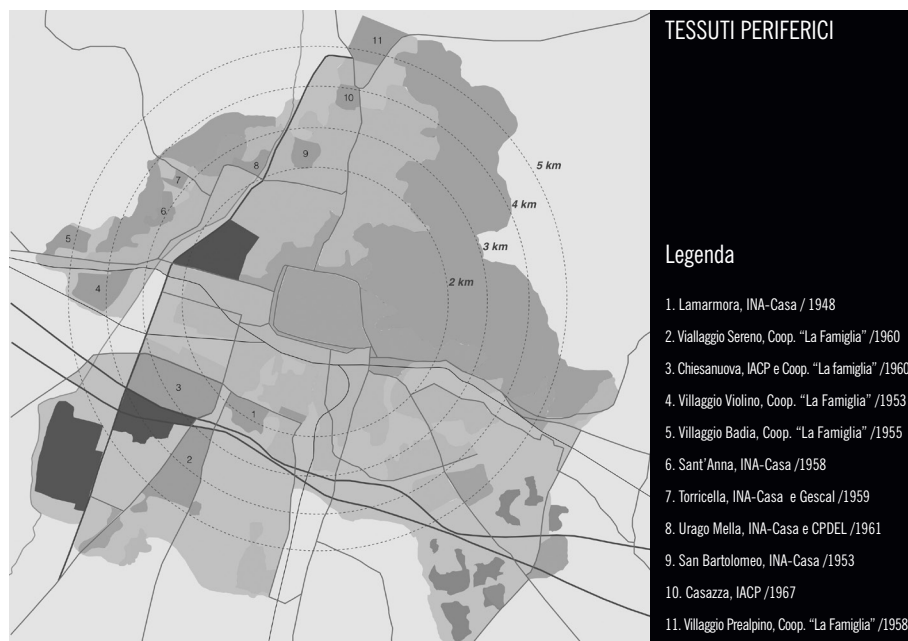 TESSUTI PERIFERICI
11
10
9
8
7
6
5
4
3
1
2
5 km
4 km
3 km
2 km
Legenda
1. Lamarmora, INA-Casa / 1948
2. Viallaggio Sereno, Coop. “La Famiglia” /1960
3. Chiesanuova, IACP e Coop. “La famiglia” /1960
4. Villaggio Violino, Coop. “La Famiglia” /1953
5. Villaggio Badia, Coop. “La Famiglia” /1955
6. Sant’Anna, INA-Casa /1958
7. Torricella, INA-Casa e Gescal /1959
8. Urago Mella, INA-Casa e CPDEL /1961
9. San Bartolomeo, INA-Casa /1953
10. Casazza, IACP /1967
11. Villaggio Prealpino, Coop. “La Famiglia” /1958